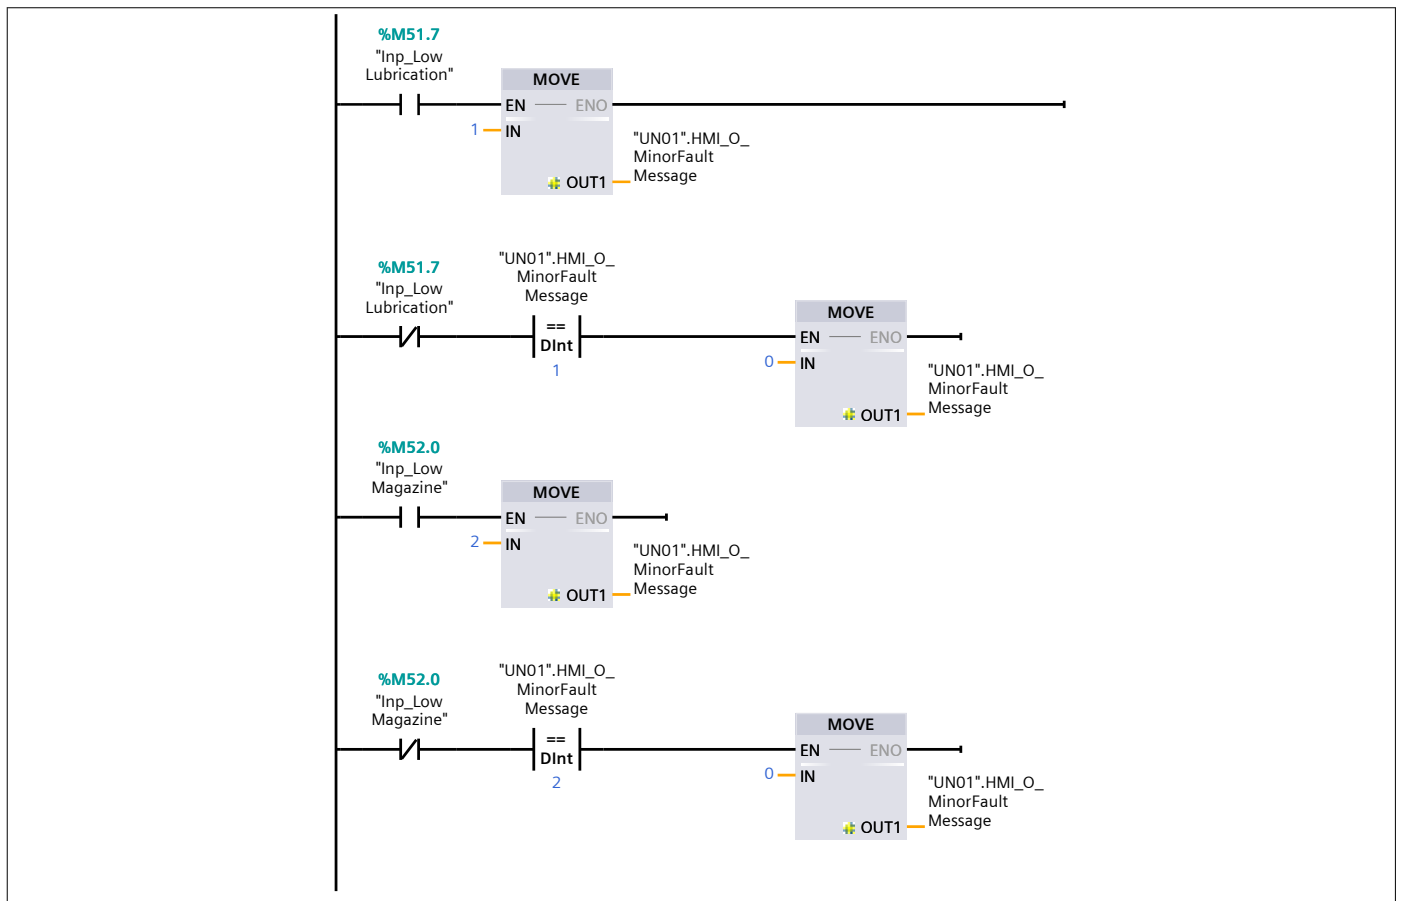 %M51.7
"Inp_Low
Lubrication"
MOVE
EN
ENO
1
IN
"UN01".HMI_O_
MinorFault
Message
OUT1
%M51.7
"Inp_Low
Lubrication"
"UN01".HMI_O_
MinorFault
Message
==
DInt
1
MOVE
EN
ENO
0
IN
"UN01".HMI_O_
MinorFault
Message
OUT1
%M52.0
"Inp_Low
Magazine"
MOVE
EN
ENO
2
IN
"UN01".HMI_O_
MinorFault
Message
OUT1
%M52.0
"Inp_Low
Magazine"
"UN01".HMI_O_
MinorFault
Message
==
DInt
2
MOVE
EN
ENO
0
IN
"UN01".HMI_O_
MinorFault
Message
OUT1